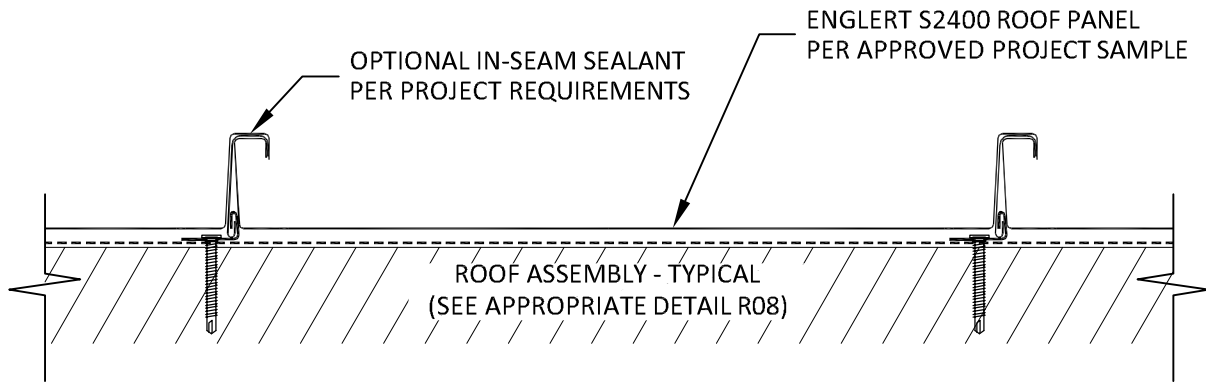 ENGLERT S2400 ROOF PANEL
PER APPROVED PROJECT SAMPLE
OPTIONAL IN-SEAM SEALANT
PER PROJECT REQUIREMENTS
ROOF ASSEMBLY - TYPICAL
(SEE APPROPRIATE DETAIL R08)